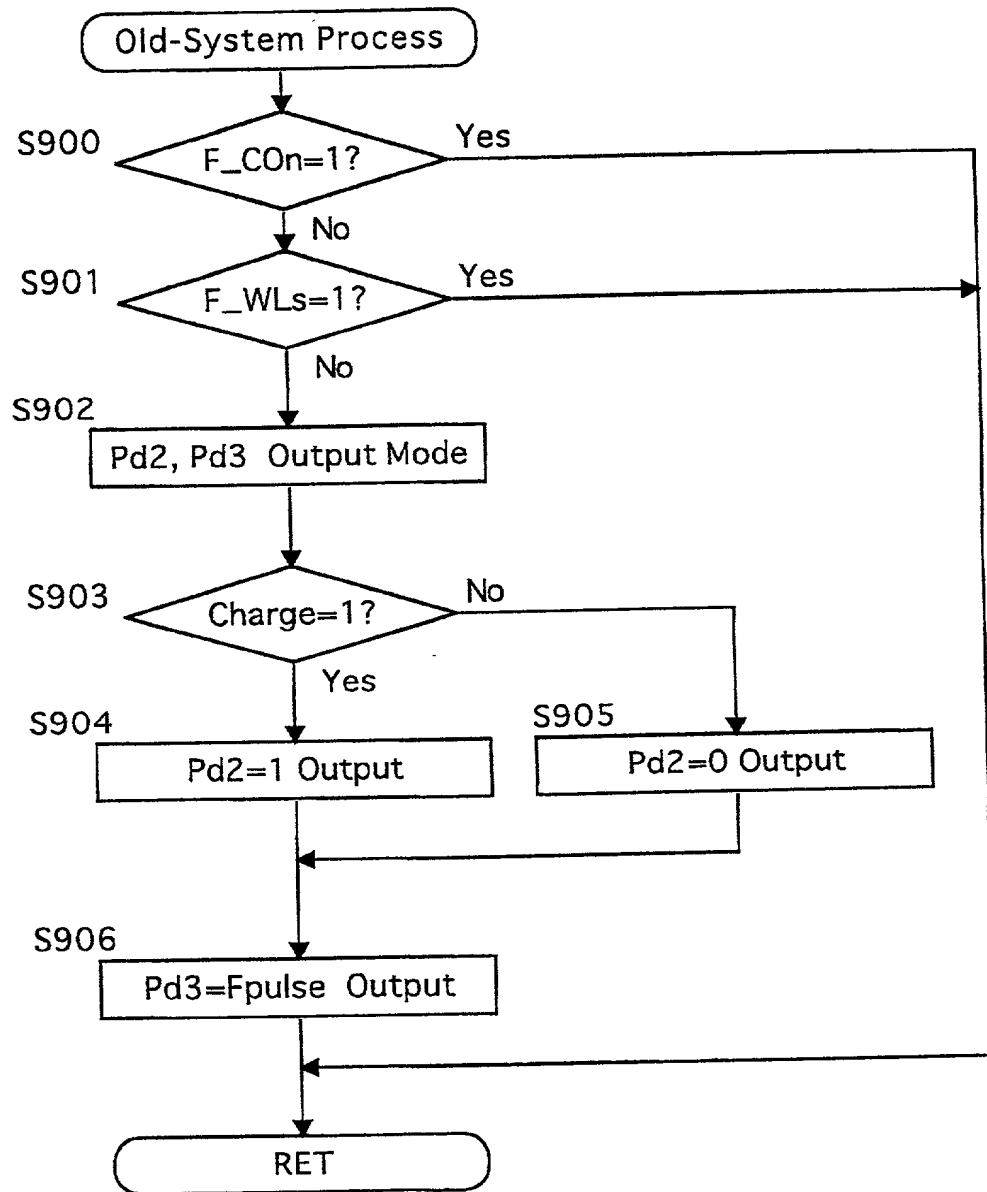 Old-System Process
S900
F_COn=1?
Yes
No
S901
F_WLs=1?
Yes
No
S902
Pd2, Pd3 Output Mode
S903
Charge=1?
No
Yes
S904
Pd2=1 Output
S905
Pd2=0 Output
S906
Pd3=Fpulse Output
RET